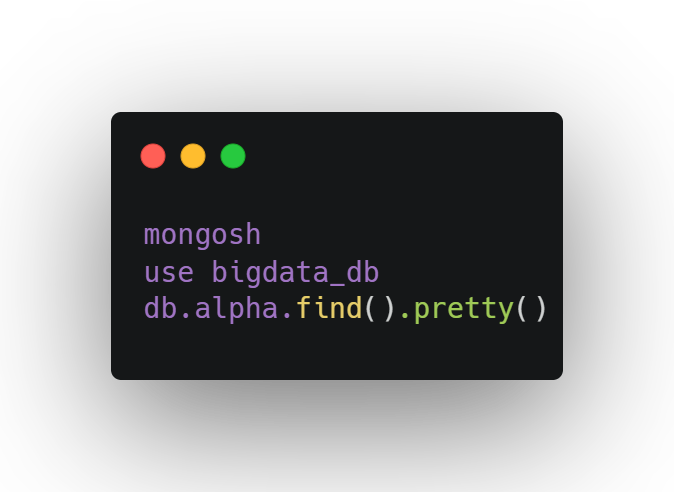 mongosh
use bigdata_db
db.alpha.find().pretty()